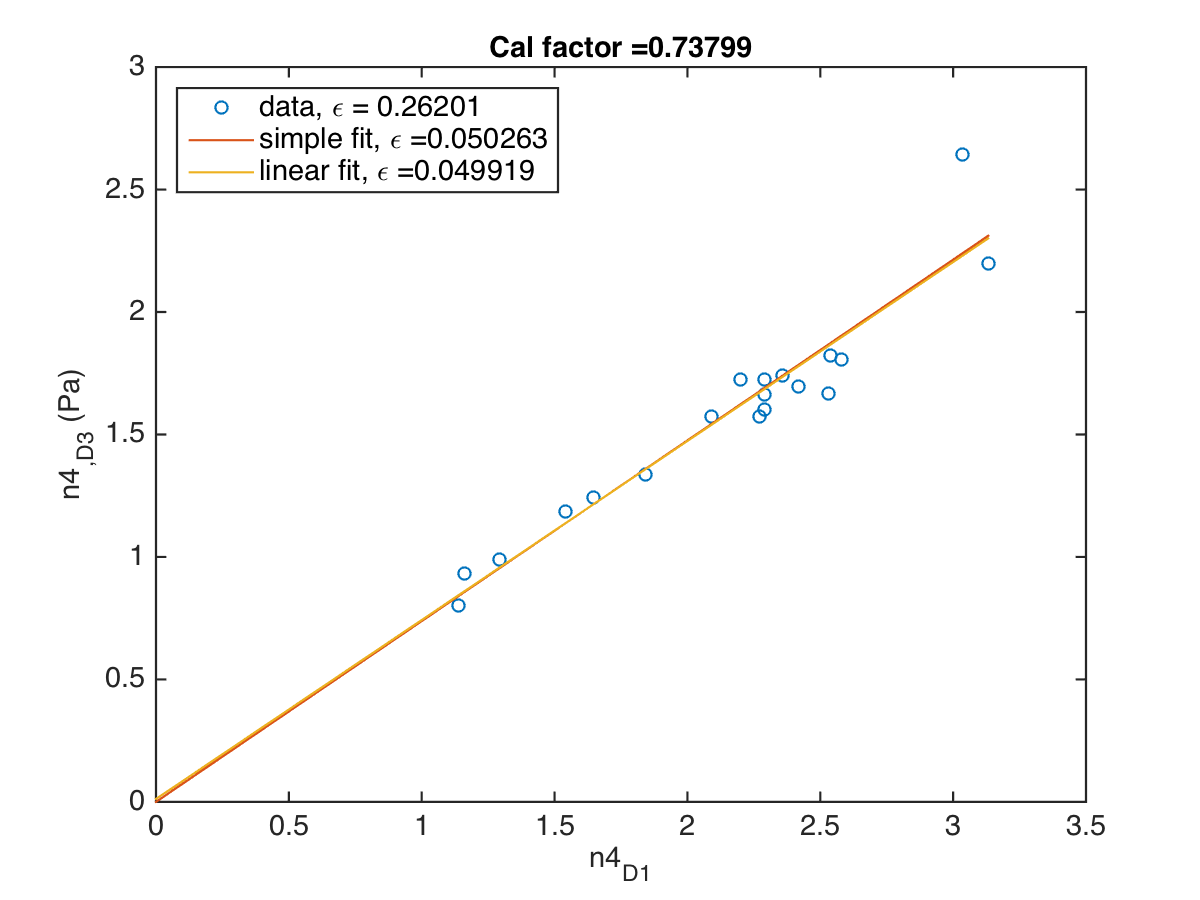 Cal factor =0.73799
data, ϵ = 0.26201
simple fit, ϵ =0.050263
linear fit, ϵ =0.049919
3
2.5
2
1.5
1
0.5
0
n4,D3 (Pa)
0 0.5 1 1.5 2 2.5 3 3.5
n4D1